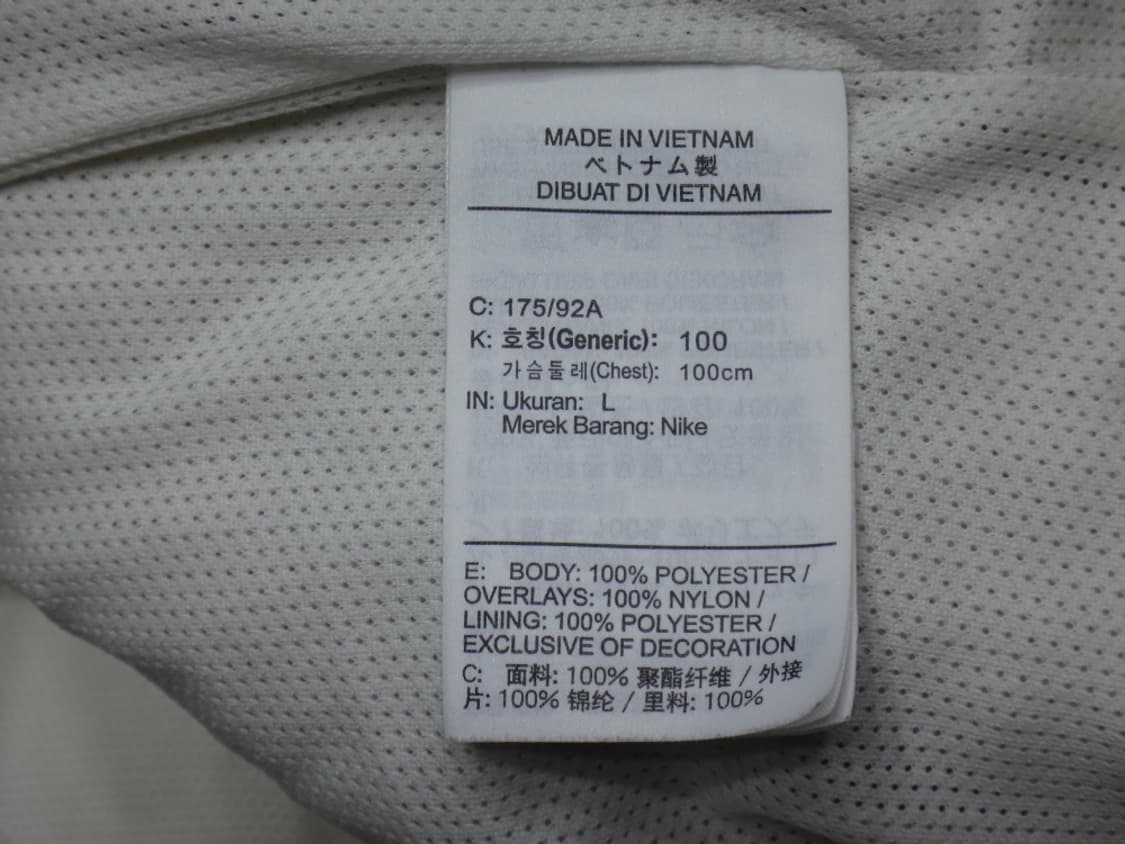 MADE IN VIETNAM
ベトナム製
DIBUAT DI VIETNAM
C: 175/92A
K: 호칭(Generic): 100
가슴둘레(Chest): 100cm
IN: Ukuran: L
Merek Barang: Nike
E: BODY: 100% POLYESTER /
OVERLAYS: 100% NYLON /
LINING: 100% POLYESTER /
EXCLUSIVE OF DECORATION
C: 面料: 100% 聚酯纤维 / 外接
片: 100% 锦纶 / 里料: 100%